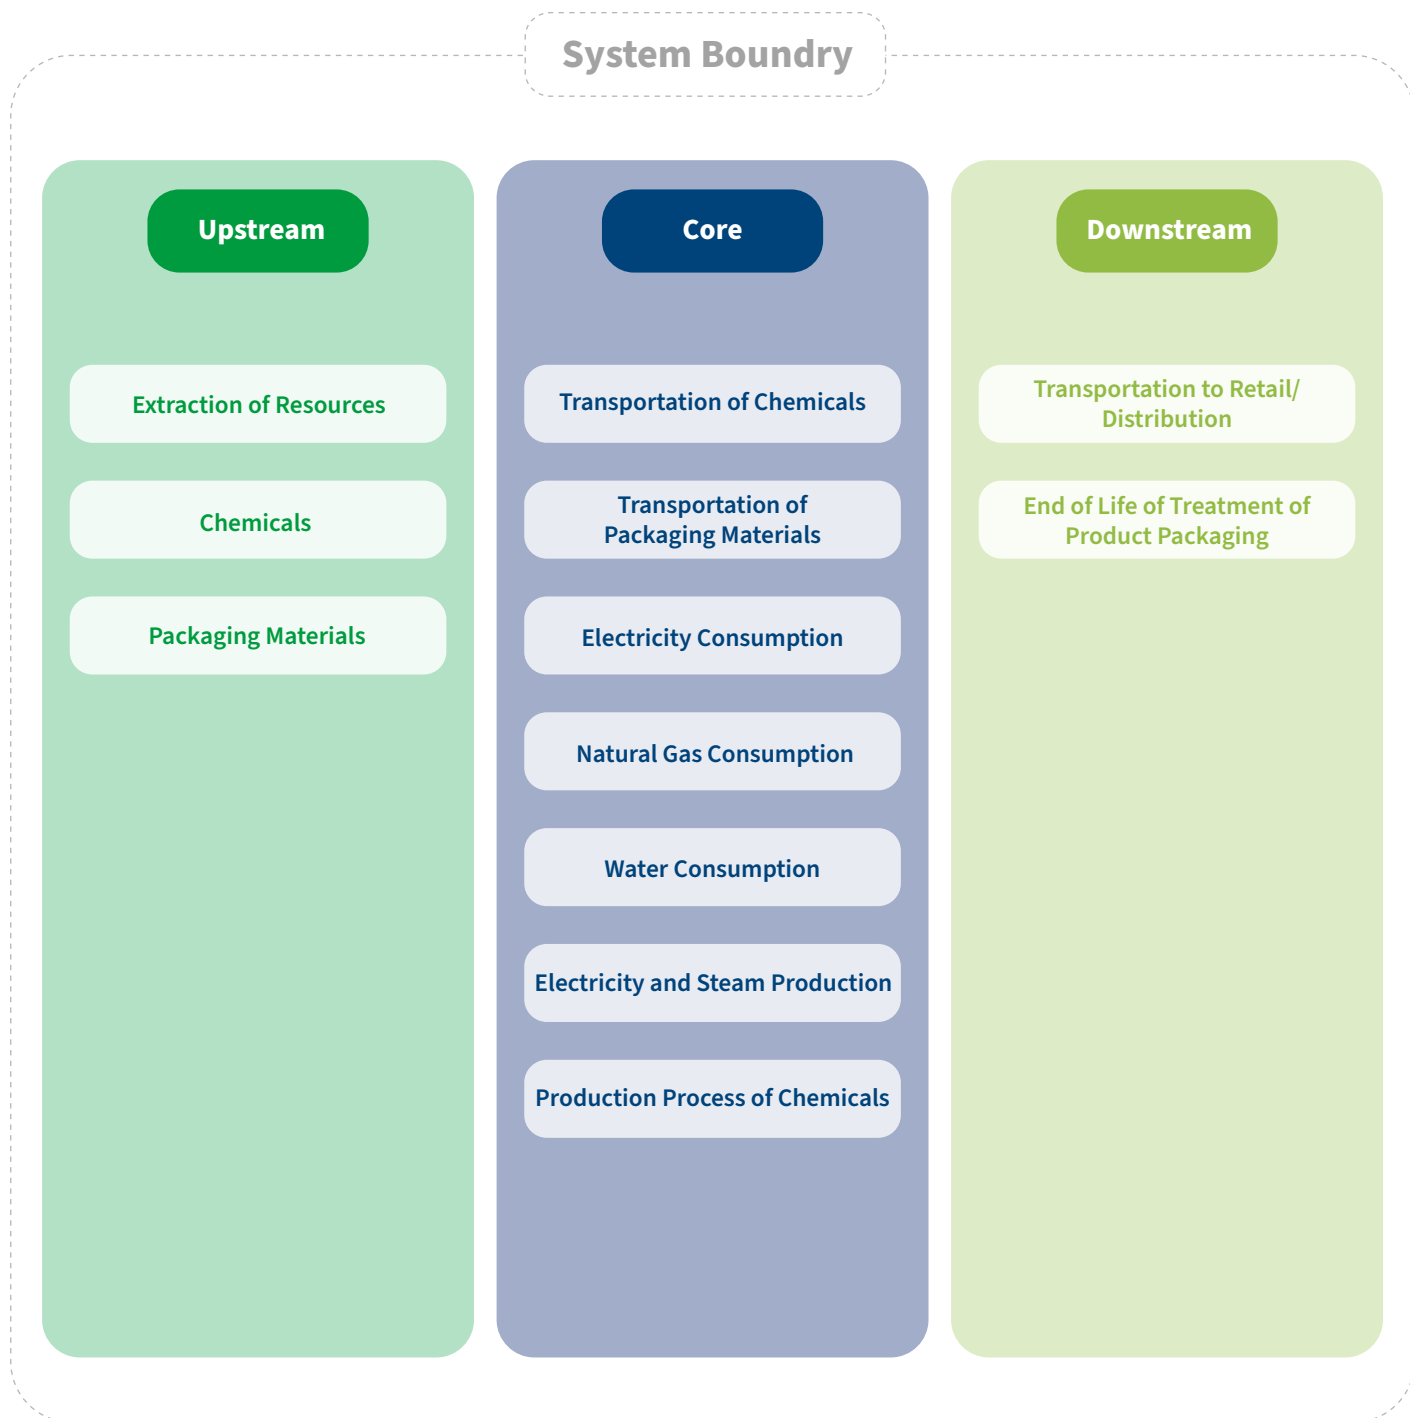 System Boundry
Upstream
Extraction of Resources
Chemicals
Packaging Materials
Core
Transportation of Chemicals
Transportation of
Packaging Materials
Electricity Consumption
Natural Gas Consumption
Water Consumption
Electricity and Steam Production
Production Process of Chemicals
Downstream
Transportation to Retail/
Distribution
End of Life of Treatment of
Product Packaging